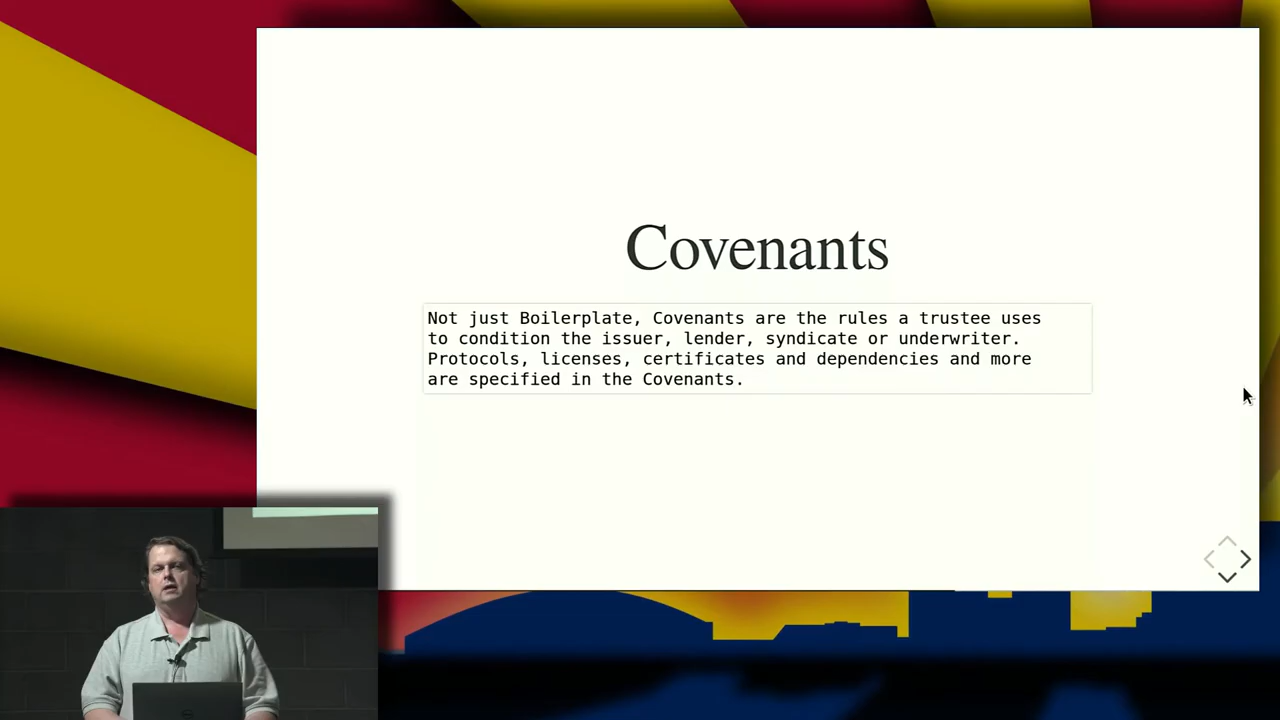 Covenants
Not just Boilerplate, Covenants are the rules a trustee uses
to condition the issuer, lender, syndicate or underwriter.
Protocols, licenses, certificates and dependencies and more
are specified in the Covenants.